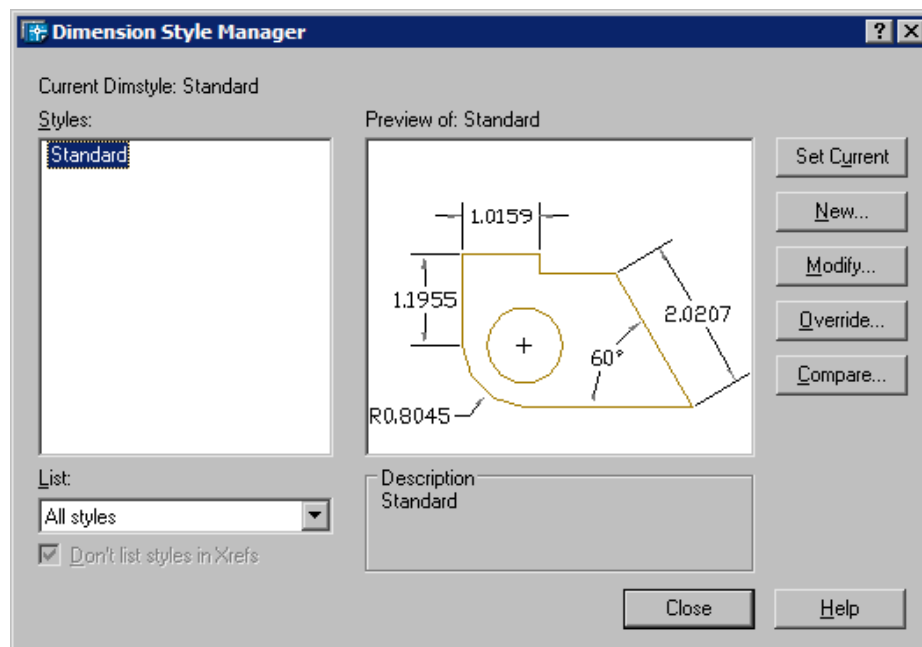 Dimension Style Manager
Current Dimstyle: Standard
Styles:
Standard
Preview of: Standard
1.0159
1.1955
2.0207
60°
R0.8045
Set Current
New...
Modify...
Override...
Compare...
List:
All styles
Don't list styles in Xrefs
Description
Standard
Close
Help